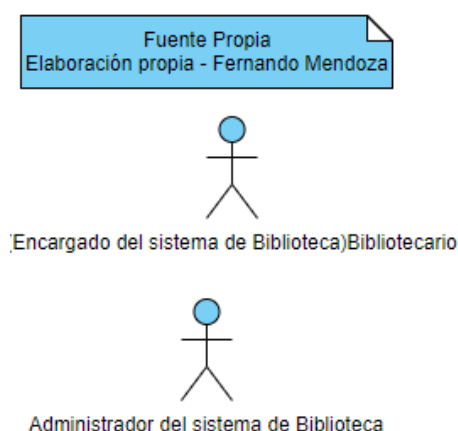 Fuente Propia
Elaboración propia - Fernando Mendoza
(Encargado del sistema de Biblioteca)Bibliotecario
Administrador del sistema de Biblioteca